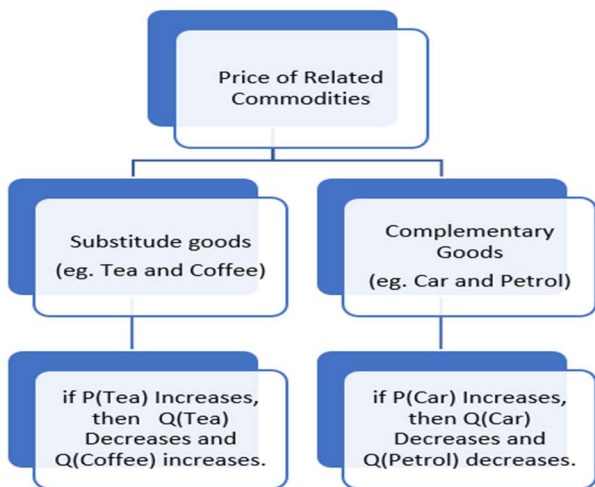 Price of Related
Commodities
Substitude goods
(eg. Tea and Coffee)
Complementary
Goods
(eg. Car and Petrol)
if P(Tea) Increases,
then Q(Tea)
Decreases and
Q(Coffee) increases.
if P(Car) Increases,
then Q(Car)
Decreases and
Q(Petrol) decreases.